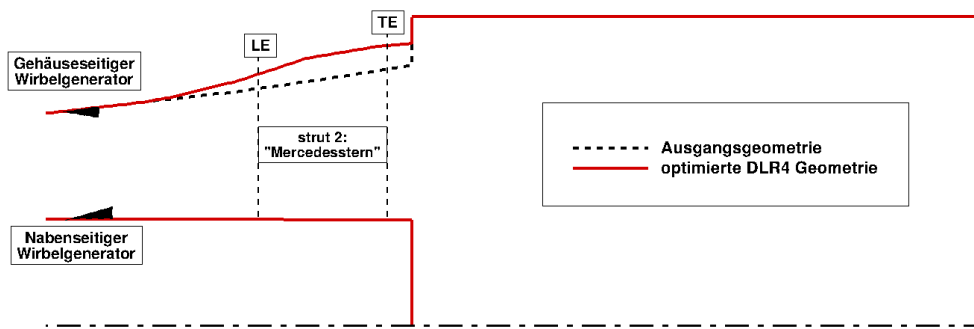 TE
LE
Gehäuseseitiger
Wirbelgenerator
strut 2:
"Mercedesstern"
Ausgangsgeometrie
optimierte DLR4 Geometrie
Nabenseitiger
Wirbelgenerator